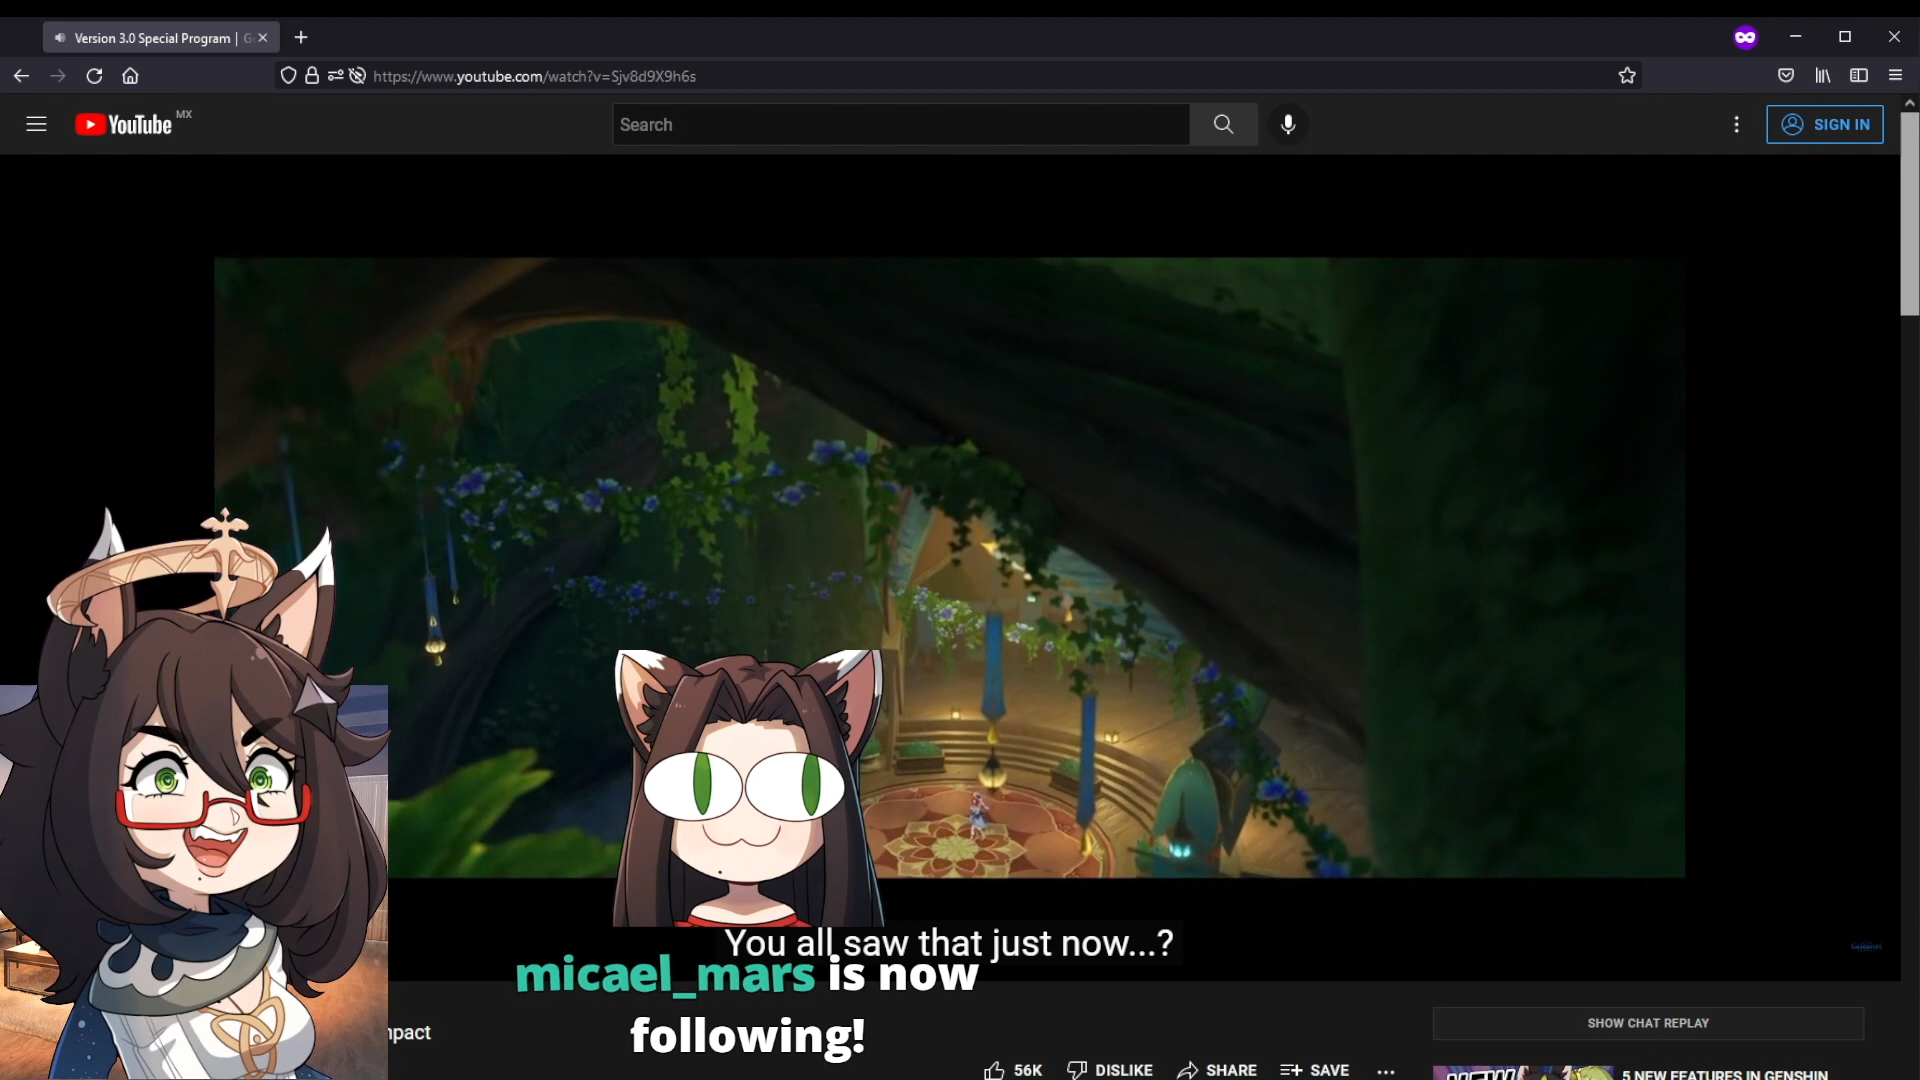 Version 3.0 Special Program | G
https://www.youtube.com/watch?v=Sjv8d9X9h6s
YouTube MX
Search
SIGN IN
You all saw that just now...?
micael_mars is now
following!
npact
SHOW CHAT REPLAY
56K DISLIKE SHARE SAVE
NEW
5 NEW FEATURES IN GENSHIN